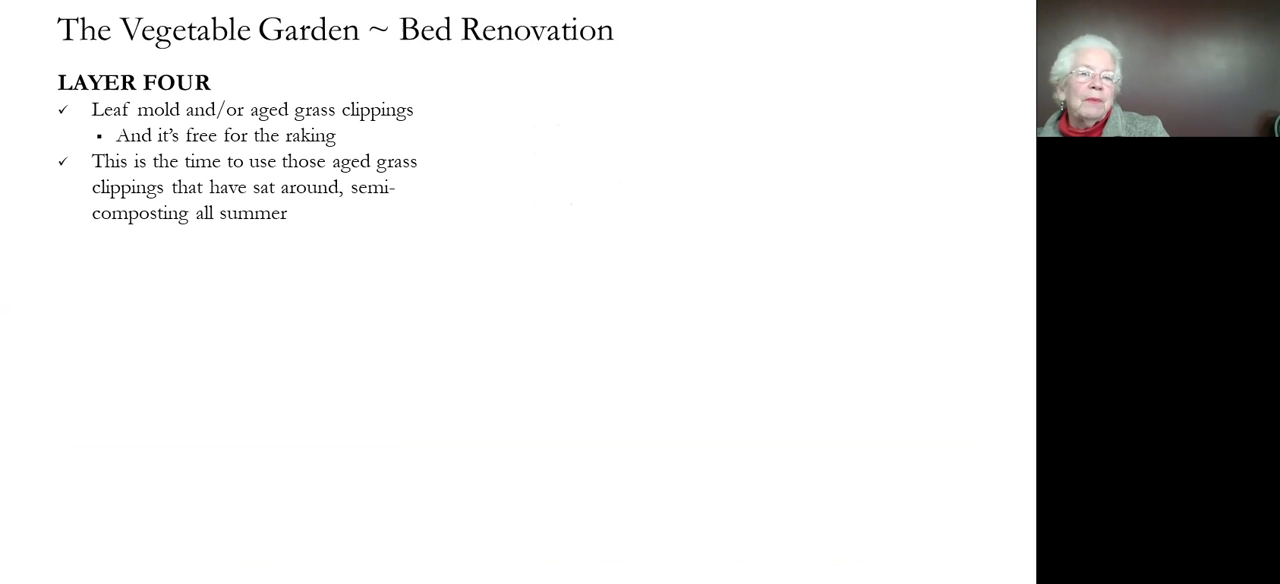 The Vegetable Garden ~ Bed Renovation
LAYER FOUR
✓ Leaf mold and/or aged grass clippings
▪ And it’s free for the raking
✓ This is the time to use those aged grass
clippings that have sat around, semi-
composting all summer